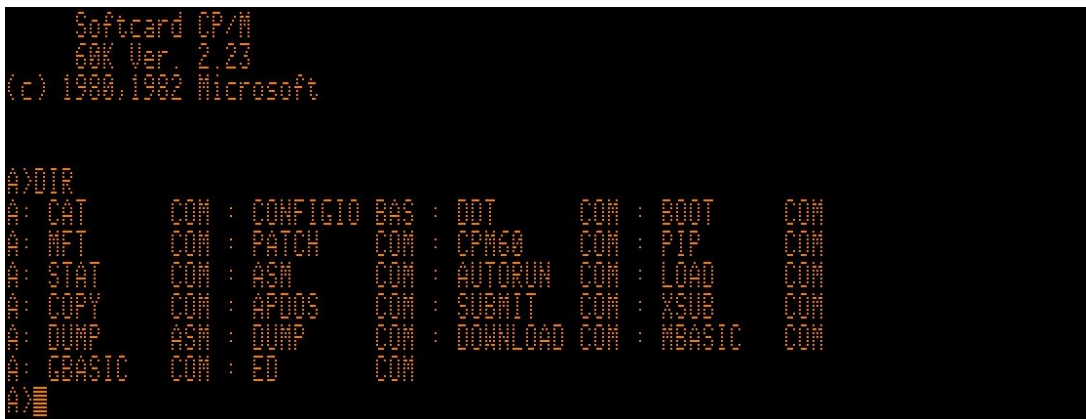 Softcard CP/M
60K Ver. 2.23
(c) 1980,1982 Microsoft
A>DIR
A: CAT COM : CONFIGIO BAS : DDT COM : BOOT COM
A: MFT COM : PATCH COM : CPM60 COM : PIP COM
A: STAT COM : ASM COM : AUTORUN COM : LOAD COM
A: COPY COM : APDOS COM : SUBMIT COM : XSUB COM
A: DUMP ASM : DUMP COM : DOWNLOAD COM : MBASIC COM
A: GBASIC COM : ED COM
A>